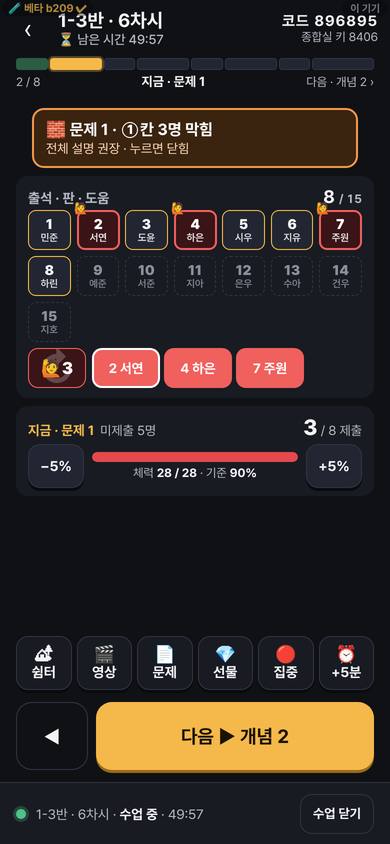 베타 b209
이 기기
1-3반 · 6차시
코드 896895
남은 시간 49:57
종합실 키 8406
2 / 8
지금 · 문제 1
다음 · 개념 2 ›
문제 1 · ①칸 3명 막힘
전체 설명 권장 · 누르면 닫힘
출석 · 판 · 도움
8 / 15
1 2 3 4 5 6 7
민준 서연 도윤 하은 시우 지유 주원
8 9 10 11 12 13 14
하린 예준 서준 지아 은우 수아 건우
15
지호
3
2 서연
4 하은
7 주원
지금 · 문제 1 미제출 5명
3 / 8 제출
−5%
+5%
체력 28 / 28 · 기준 90%
쉼터 영상 문제 선물 집중 +5분
◀
다음 ▶ 개념 2
1-3반 · 6차시 · 수업 중 · 49:57
수업 닫기